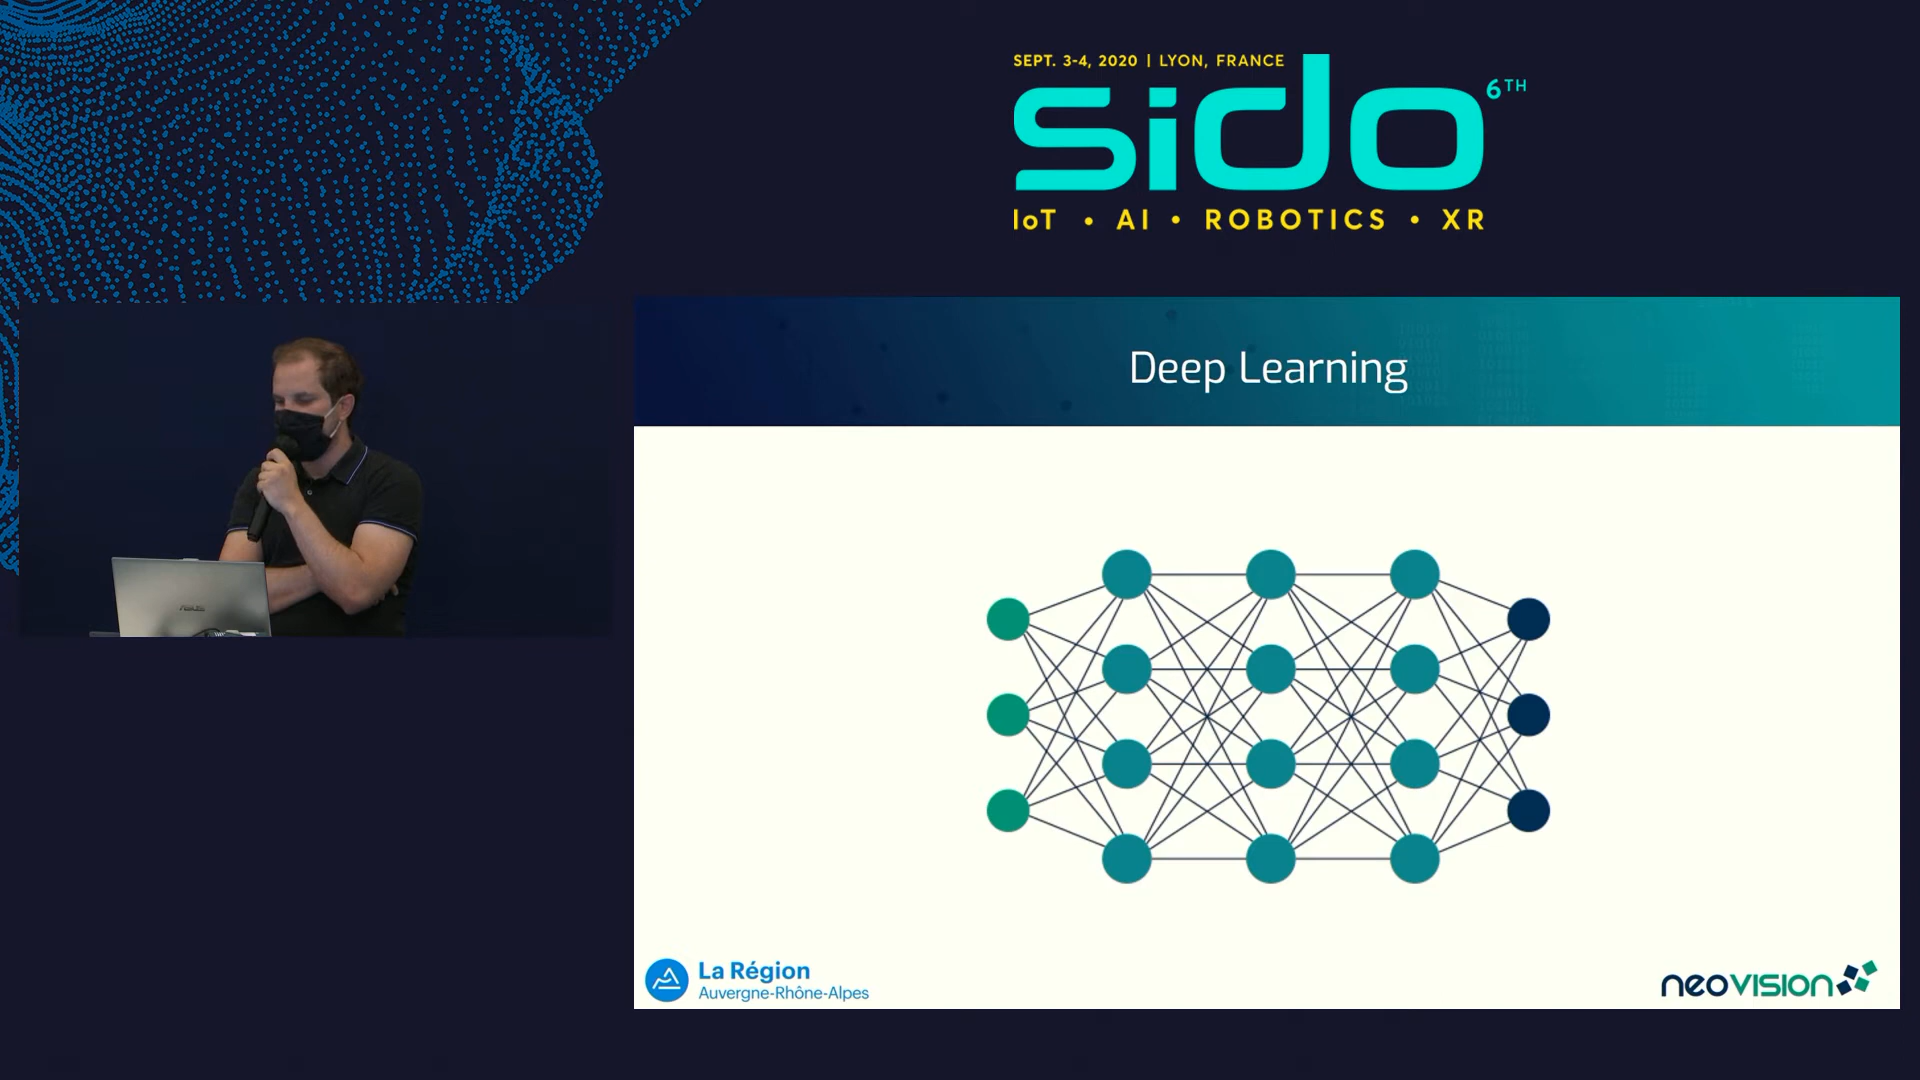 SEPT. 3-4, 2020 | LYON, FRANCE
sido 6TH
IoT • AI • ROBOTICS • XR
Deep Learning
ASUS
La Région
Auvergne-Rhône-Alpes
neovision